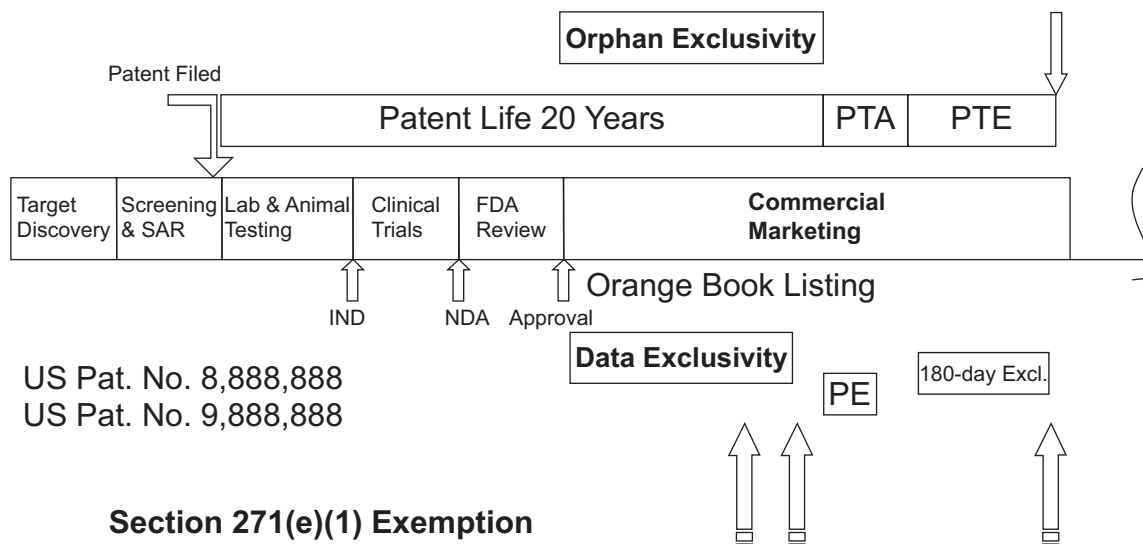 Orphan Exclusivity
Patent Filed
Patent Life 20 Years
PTA
PTE
Target
Discovery
Screening
& SAR
Lab & Animal
Testing
Clinical
Trials
FDA
Review
Commercial
Marketing
IND
NDA
Approval
Orange Book Listing
Data Exclusivity
US Pat. No. 8,888,888
US Pat. No. 9,888,888
PE
180-day Excl.
Section 271(e)(1) Exemption